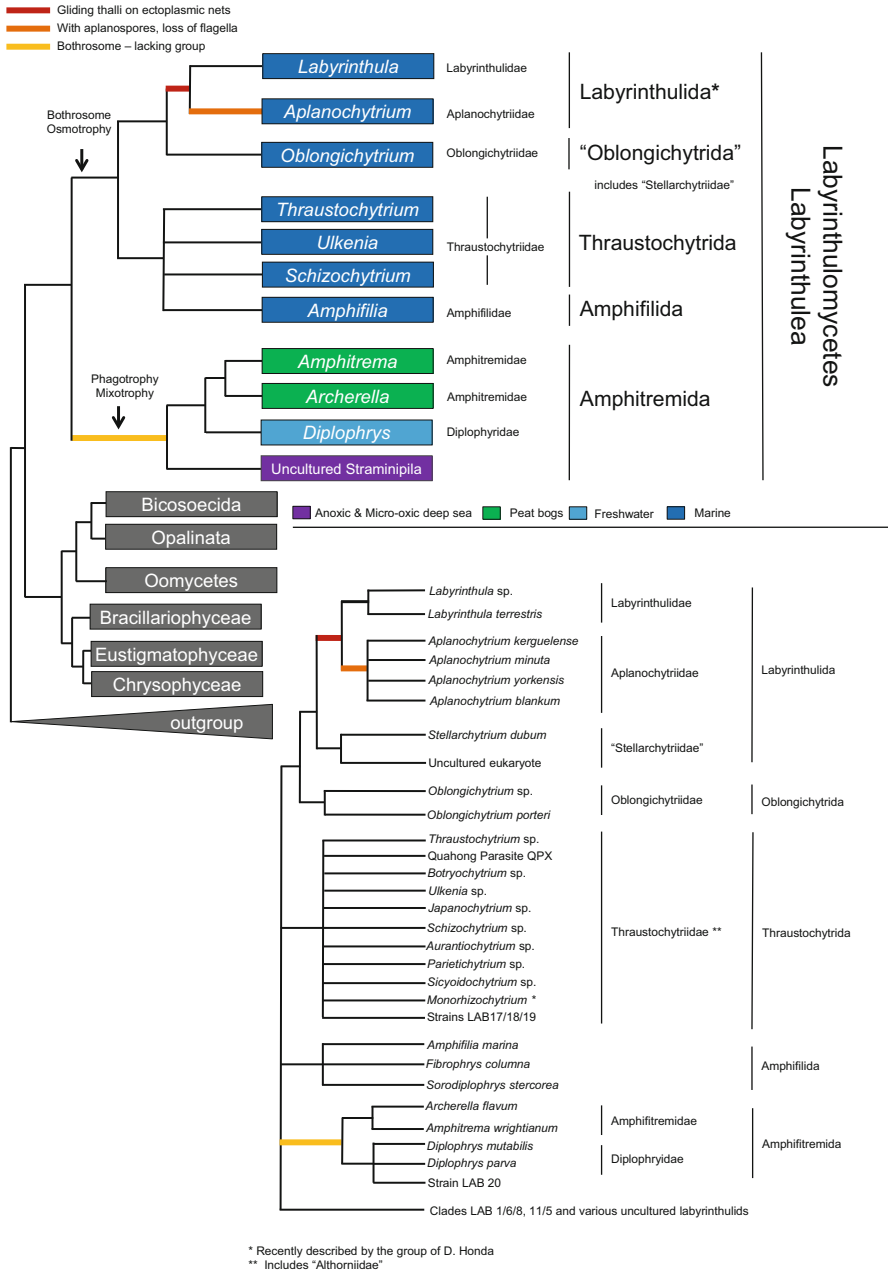 Gliding thalli on ectoplasmic nets
With aplanospores, loss of flagella
Bothrosome – lacking group
Bothrosome
Osmotrophy
Labyrinthula
Labyrinthulidae
Aplanochytrium
Aplanochytriidae
Labyrinthulida*
Oblongichytrium
Oblongichytriidae
“Oblongichytrida”
includes “Stellarchytriidae”
Thraustochytrium
Ulkenia
Schizochytrium
Thraustochytriidae
Thraustochytrida
Amphifilia
Amphifilidae
Amphifilida
Phagotrophy
Mixotrophy
Amphitrema
Amphitremidae
Archerella
Amphitremidae
Amphitremida
Diplophrys
Diplophyridae
Uncultured Straminipila
Labyrinthulomycetes
Labyrinthulea
Bicosoecida
Opalinata
Oomycetes
Bracillariophyceae
Eustigmatophyceae
Chrysophyceae
outgroup
Anoxic & Micro-oxic deep sea
Peat bogs
Freshwater
Marine
Labyrinthula sp.
Labyrinthula terrestris
Labyrinthulidae
Aplanochytrium kerguelense
Aplanochytrium minuta
Aplanochytrium yorkensis
Aplanochytrium blankum
Aplanochytriidae
Labyrinthulida
Stellarchytrium dubum
Uncultured eukaryote
“Stellarchytriidae”
Oblongichytrium sp.
Oblongichytrium porteri
Oblongichytriidae
Oblongichytrida
Thraustochytrium sp.
Quahong Parasite QPX
Botryochytrium sp.
Ulkenia sp.
Japanochytrium sp.
Schizochytrium sp.
Aurantiochytrium sp.
Parietichytrium sp.
Sicyoidochytrium sp.
Monorhizochytrium *
Strains LAB17/18/19
Thraustochytriidae **
Thraustochytrida
Amphifilia marina
Fibrophrys columna
Sorodiplophrys stercorea
Amphifilida
Archerella flavum
Amphitrema wrightianum
Amphifitremidae
Diplophrys mutabilis
Diplophrys parva
Strain LAB 20
Diplophryidae
Amphifitremida
Clades LAB 1/6/8, 11/5 and various uncultured labyrinthulids
* Recently described by the group of D. Honda
** Includes “Althorniidae”